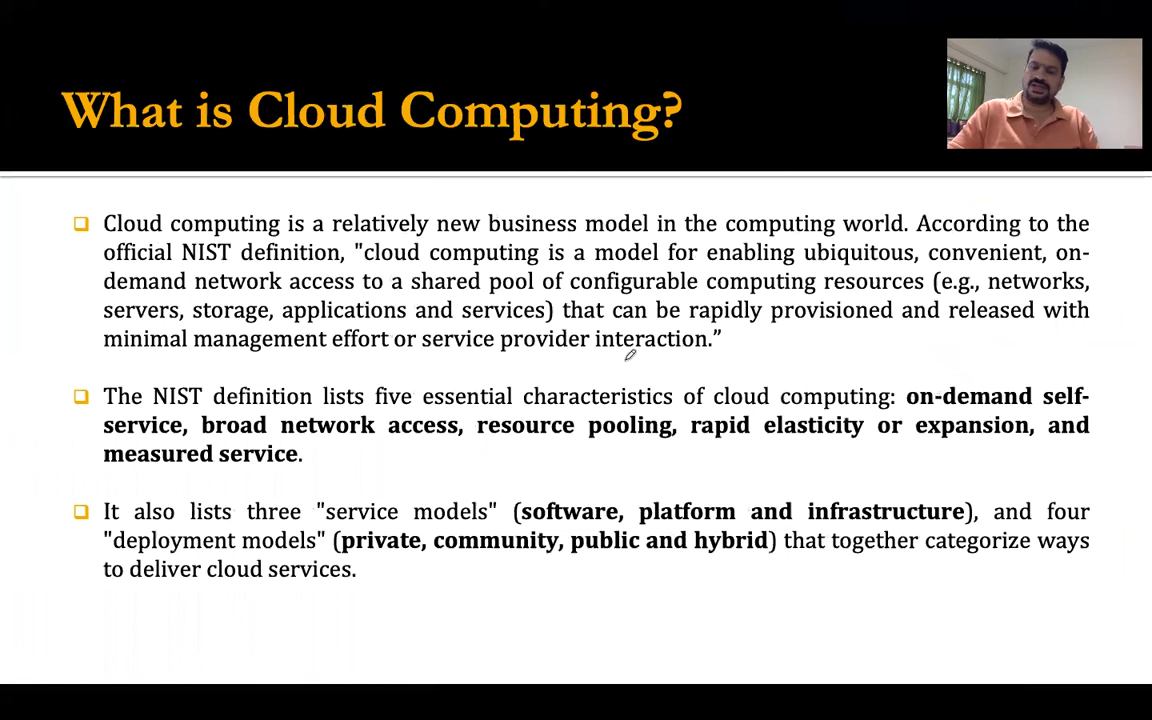 What is Cloud Computing?
Cloud computing is a relatively new business model in the computing world. According to the
official NIST definition, "cloud computing is a model for enabling ubiquitous, convenient, on-
demand network access to a shared pool of configurable computing resources (e.g., networks,
servers, storage, applications and services) that can be rapidly provisioned and released with
minimal management effort or service provider interaction.”
The NIST definition lists five essential characteristics of cloud computing: on-demand self-
service, broad network access, resource pooling, rapid elasticity or expansion, and
measured service.
It also lists three "service models" (software, platform and infrastructure), and four
"deployment models" (private, community, public and hybrid) that together categorize ways
to deliver cloud services.